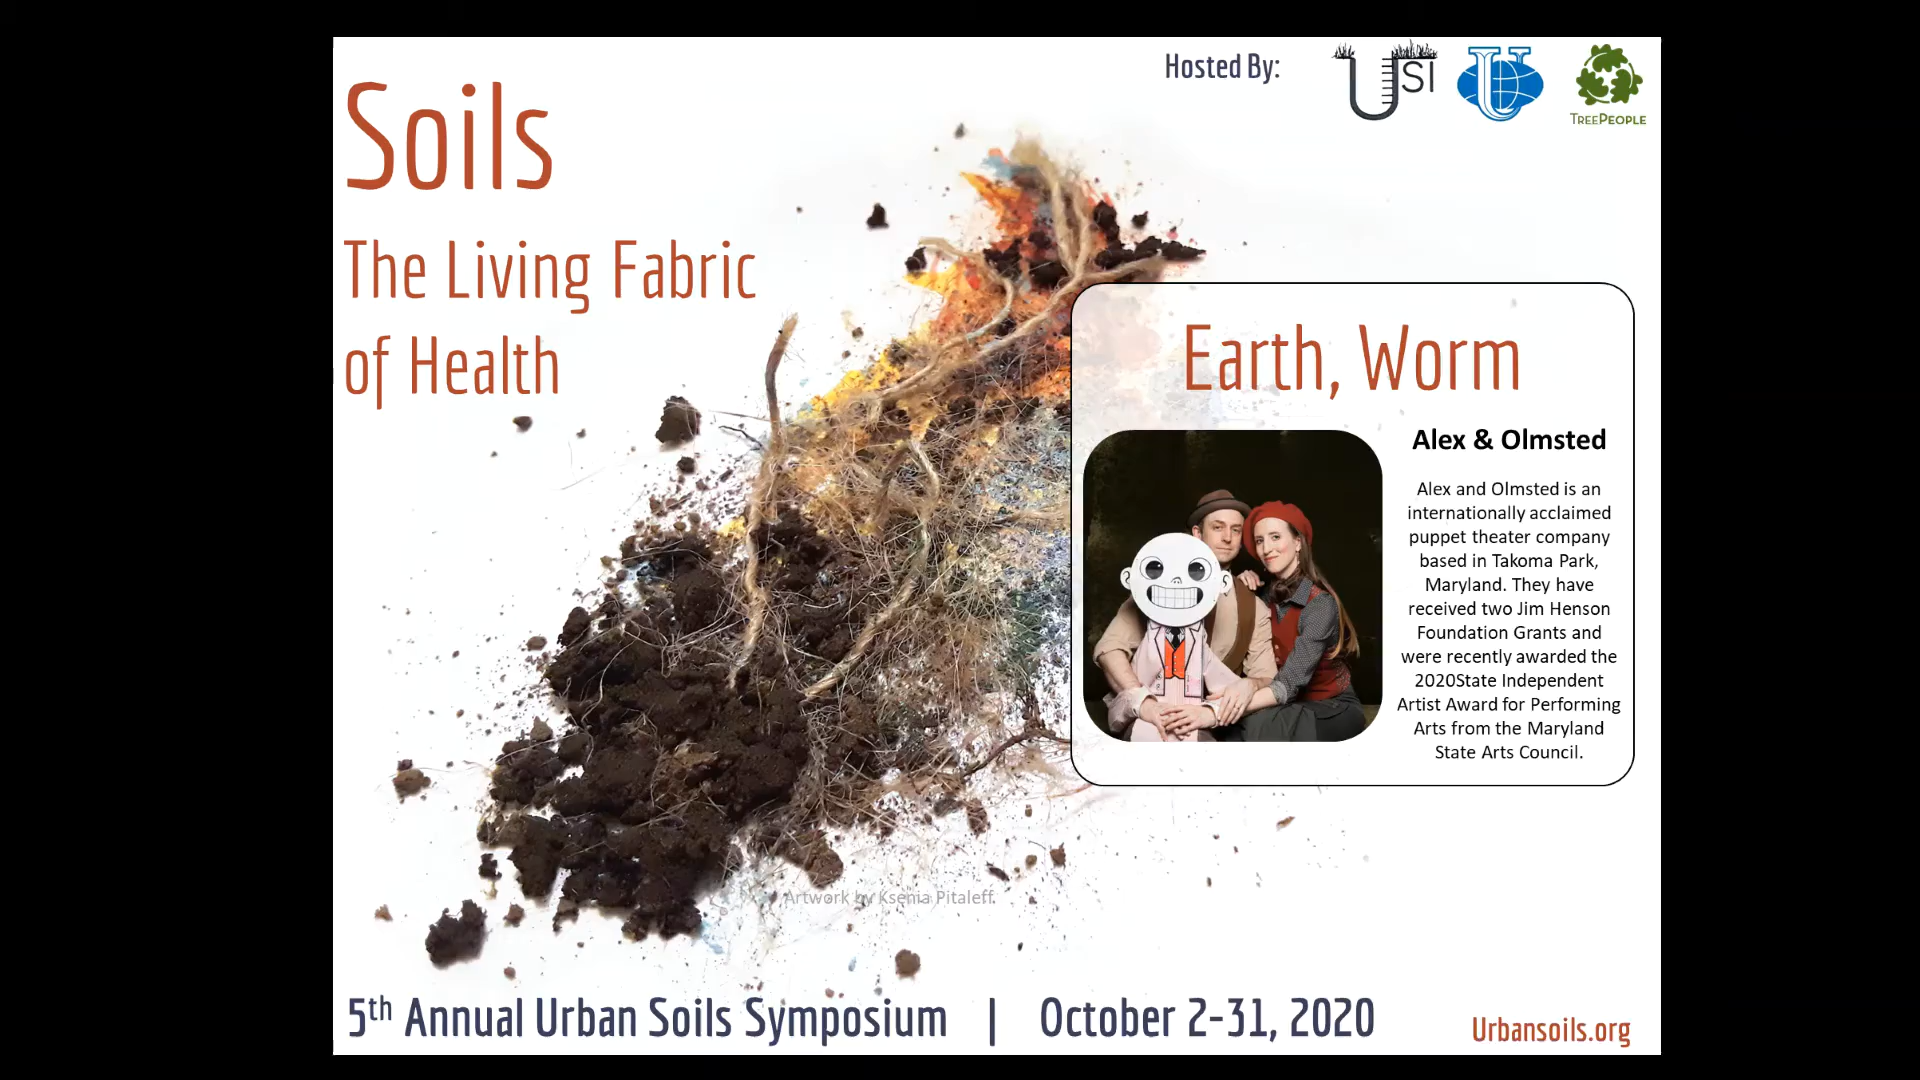 Soils
The Living Fabric
of Health
Hosted By:
USI
U
TREEPEOPLE
Earth, Worm
Alex & Olmsted
Alex and Olmsted is an
internationally acclaimed
puppet theater company
based in Takoma Park,
Maryland. They have
received two Jim Henson
Foundation Grants and
were recently awarded the
2020State Independent
Artist Award for Performing
Arts from the Maryland
State Arts Council.
Artwork by Ksenia Pitaleff.
5th Annual Urban Soils Symposium | October 2-31, 2020
Urbansoils.org